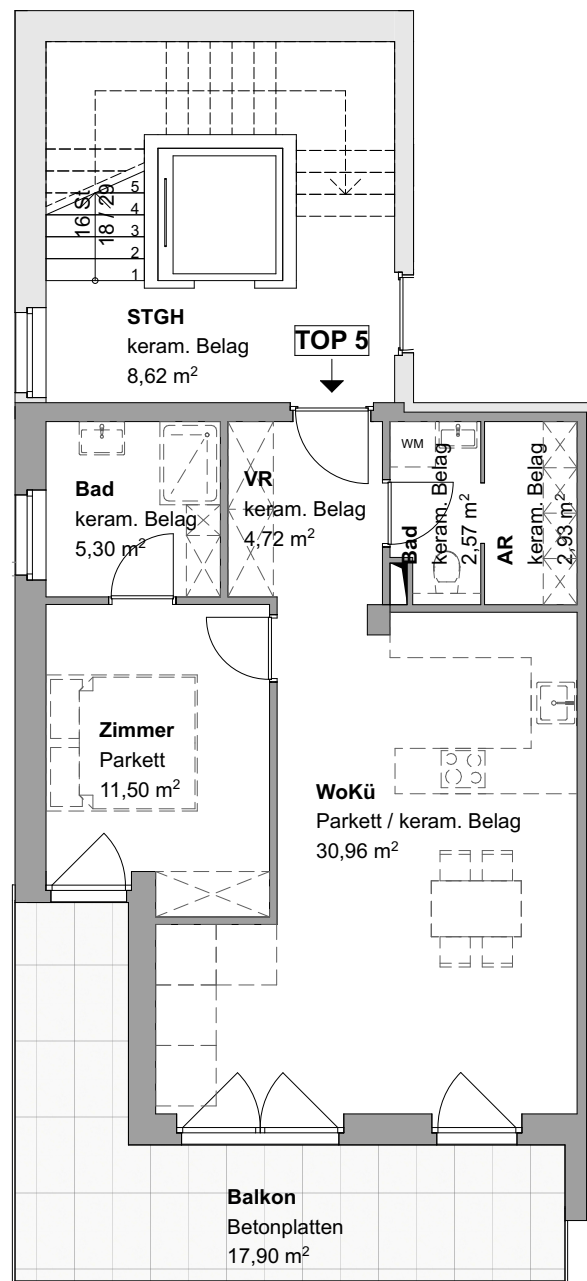 16 St
18 / 29
5
4
3
2
1
STGH
keram. Belag
8,62 m²
TOP 5
Bad
keram. Belag
5,30 m²
VR
keram. Belag
4,72 m²
WM
Bad
keram. Belag
2,57 m²
AR
keram. Belag
2,93 m²
Zimmer
Parkett
11,50 m²
WoKü
Parkett / keram. Belag
30,96 m²
Balkon
Betonplatten
17,90 m²